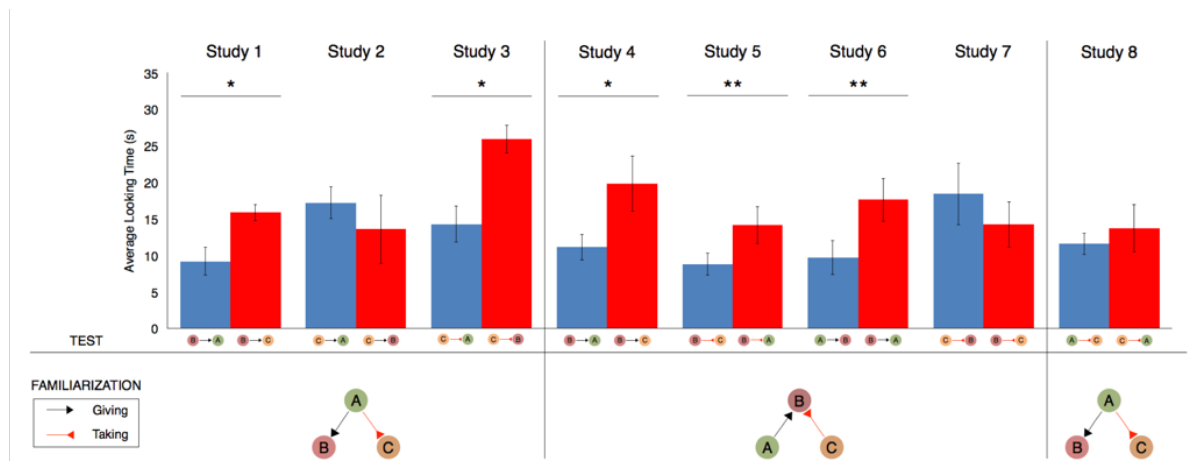 Study 1 Study 2 Study 3 Study 4 Study 5 Study 6 Study 7 Study 8
* * * ** **
Average Looking Time (s)
35
30
25
20
15
10
5
0
TEST B A B C C A C B C A C B B A B C B C B A A B B A C B B C A C C A
FAMILIARIZATION
Giving
Taking
A
B C
B
A C
A
B C